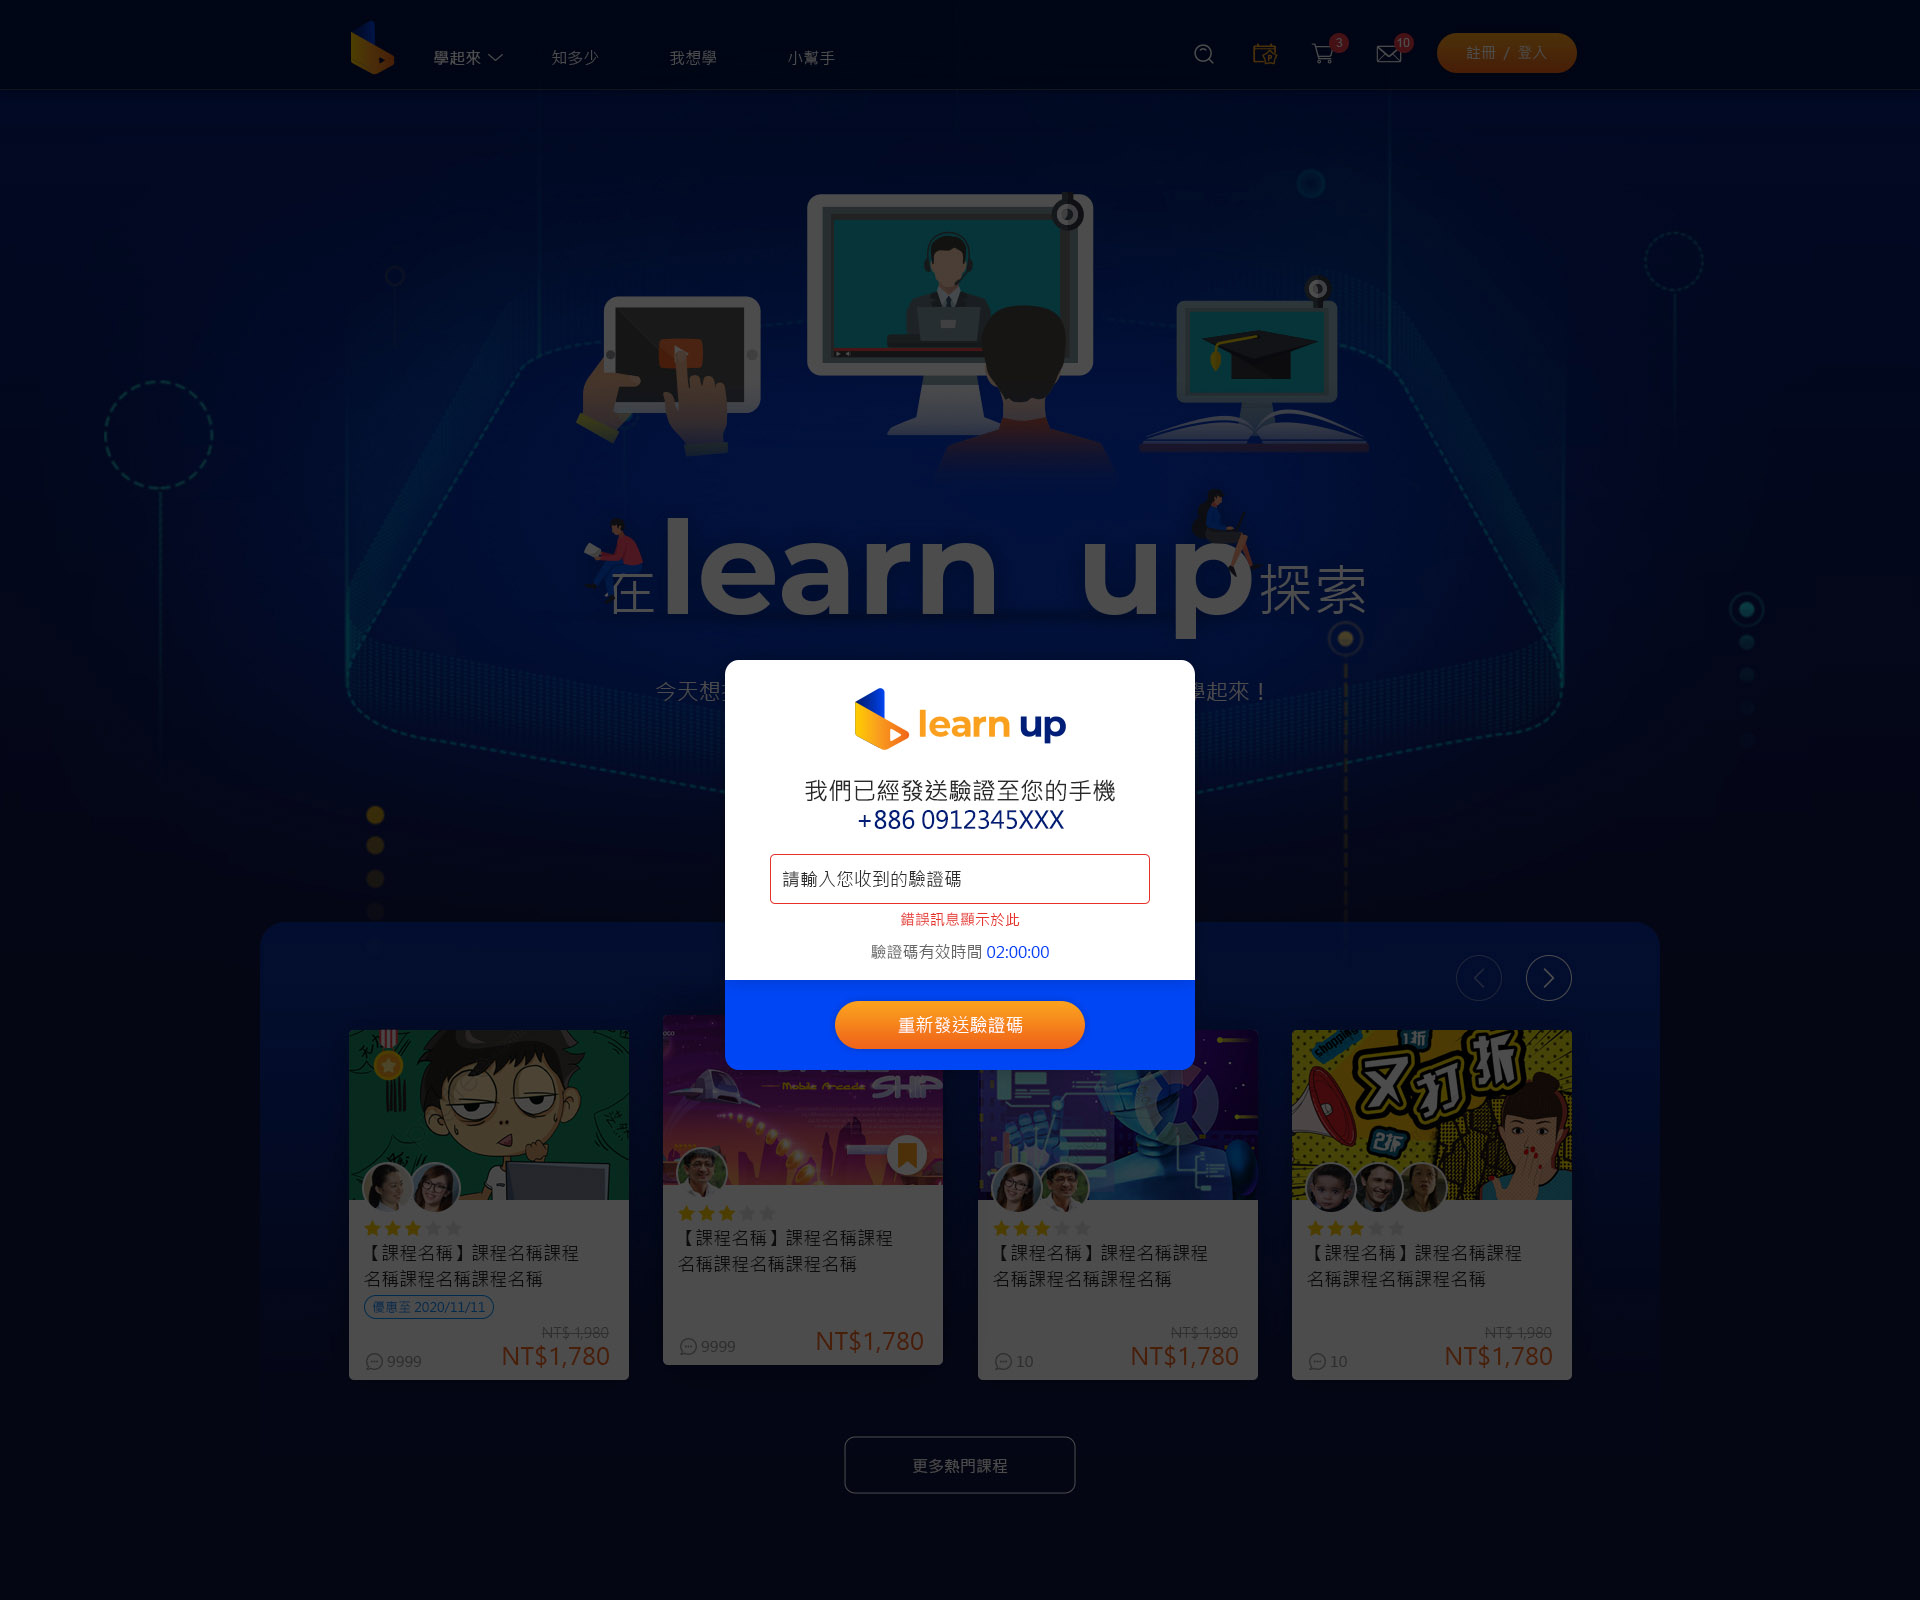 學起來
知多少
我想學
小幫手
3
10
註冊 / 登入
在 learn up 探索
今天想
學起來！
learn up
我們已經發送驗證至您的手機
+886 0912345XXX
請輸入您收到的驗證碼
錯誤訊息顯示於此
驗證碼有效時間 02:00:00
重新發送驗證碼
Mobile Arcade
SHIP
shopping
1折
又打折
2折
【課程名稱】課程名稱課程
名稱課程名稱課程名稱
優惠至 2020/11/11
NT$ 1,980
9999
NT$1,780
【課程名稱】課程名稱課程
名稱課程名稱課程名稱
9999
NT$1,780
【課程名稱】課程名稱課程
名稱課程名稱課程名稱
NT$ 1,980
10
NT$1,780
【課程名稱】課程名稱課程
名稱課程名稱課程名稱
NT$ 1,980
10
NT$1,780
更多熱門課程